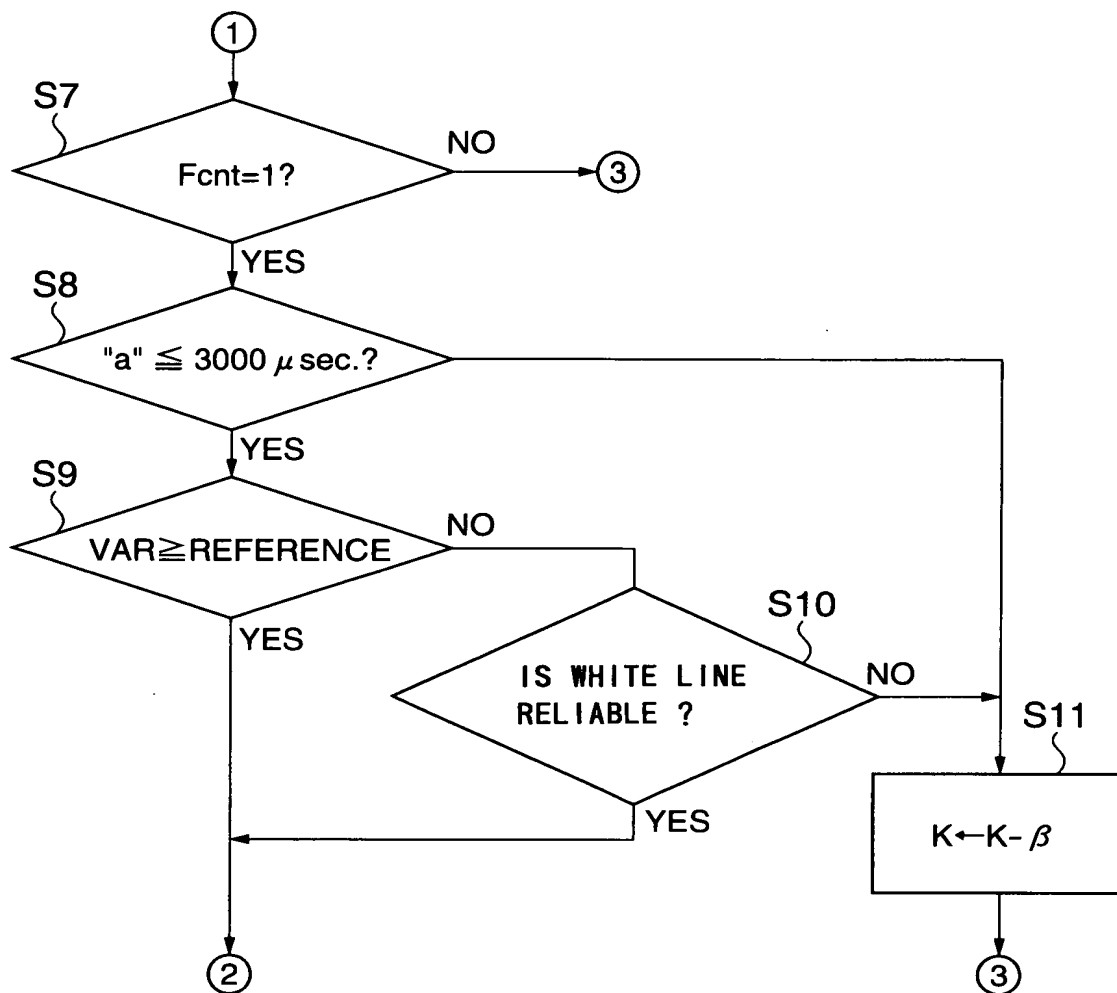 1
S7
Fcnt=1?
NO
3
YES
S8
"a" ≦ 3000 μ sec.?
YES
S9
VAR≧REFERENCE
NO
YES
S10
IS WHITE LINE
RELIABLE ?
NO
YES
S11
K←K-β
2
3